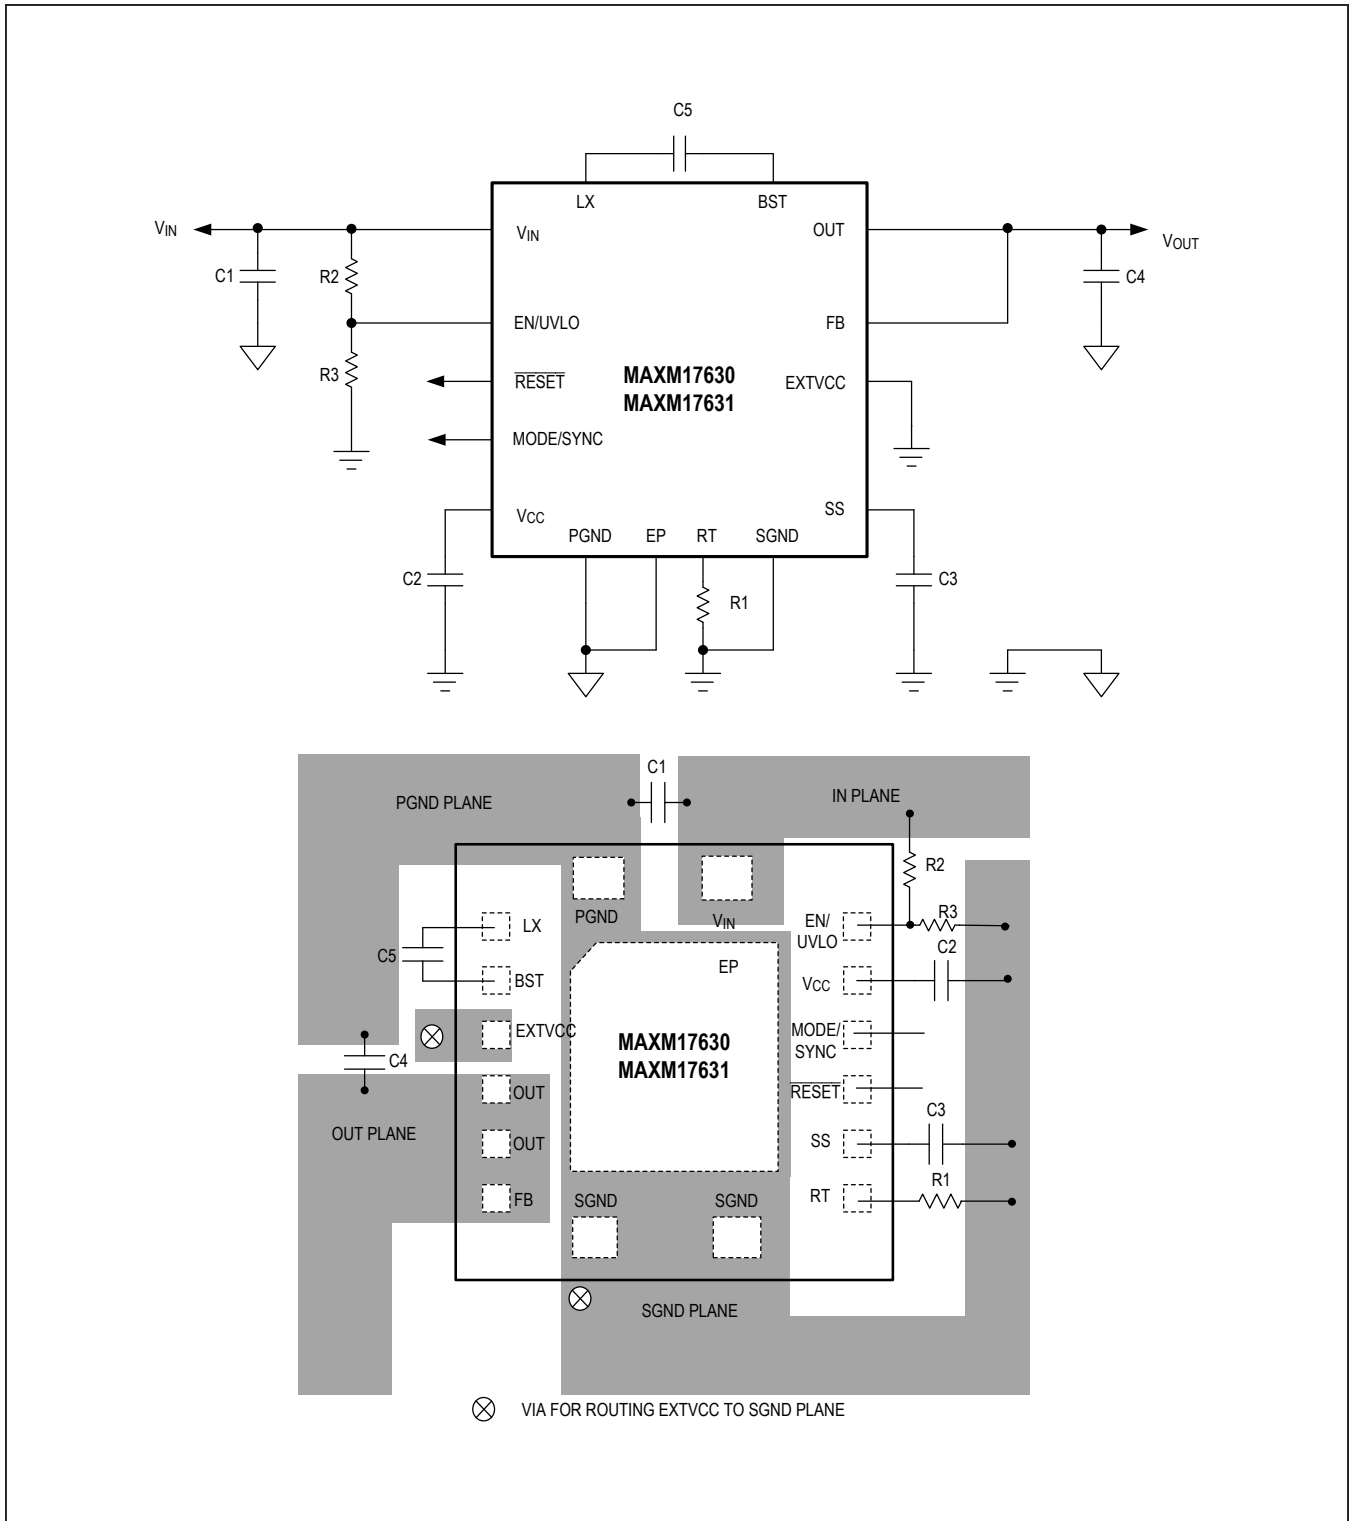 C5
LX BST
VIN VIN OUT VOUT
C1 R2 C4
EN/UVLO FB
R3 RESET MAXM17630 EXTVCC
MAXM17631
MODE/SYNC
VCC SS
PGND EP RT SGND
C2 R1 C3
C1
PGND PLANE IN PLANE
R2
PGND VIN EN/
UVLO
R3
LX
C5 EP C2
BST VCC
EXTVCC MAXM17630 MODE/
SYNC
MAXM17631
C4
OUT RESET
OUT PLANE OUT SS C3
FB SGND SGND RT R1
SGND PLANE
VIA FOR ROUTING EXTVCC TO SGND PLANE